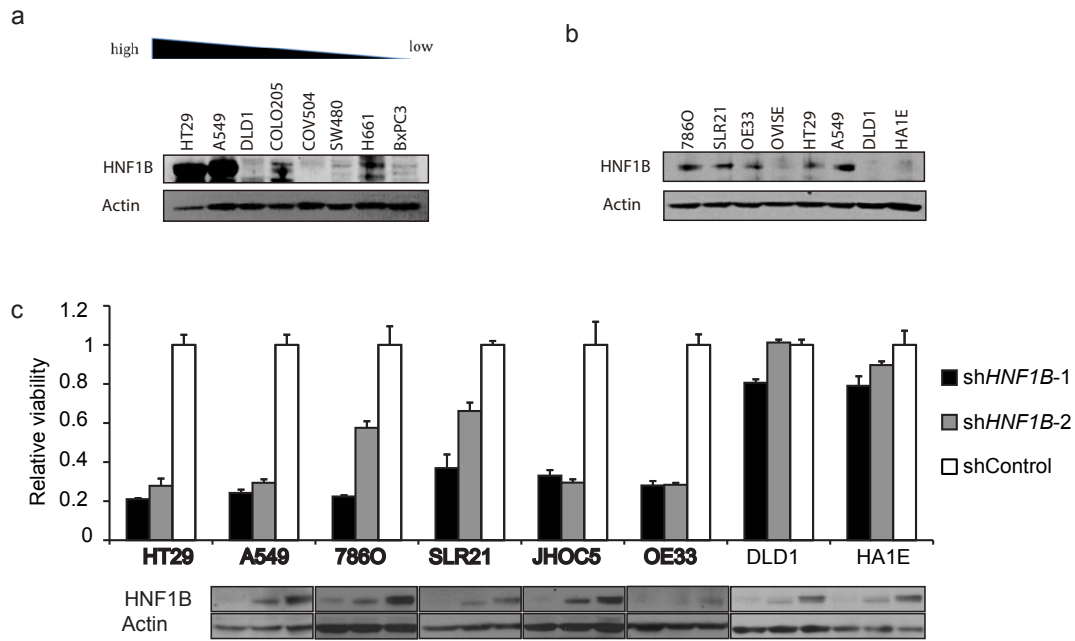 a
high
low
HT29 A549 DLD1 COLO205 COV504 SW480 H661 BxPC3
HNF1B
Actin
b
786O SLR21 OE33 OVISE HT29 A549 DLD1 HA1E
HNF1B
Actin
c
Relative viability
1.2
1
0.8
0.6
0.4
0.2
0
shHNF1B-1
shHNF1B-2
shControl
HT29 A549 786O SLR21 JHOC5 OE33 DLD1 HA1E
HNF1B
Actin